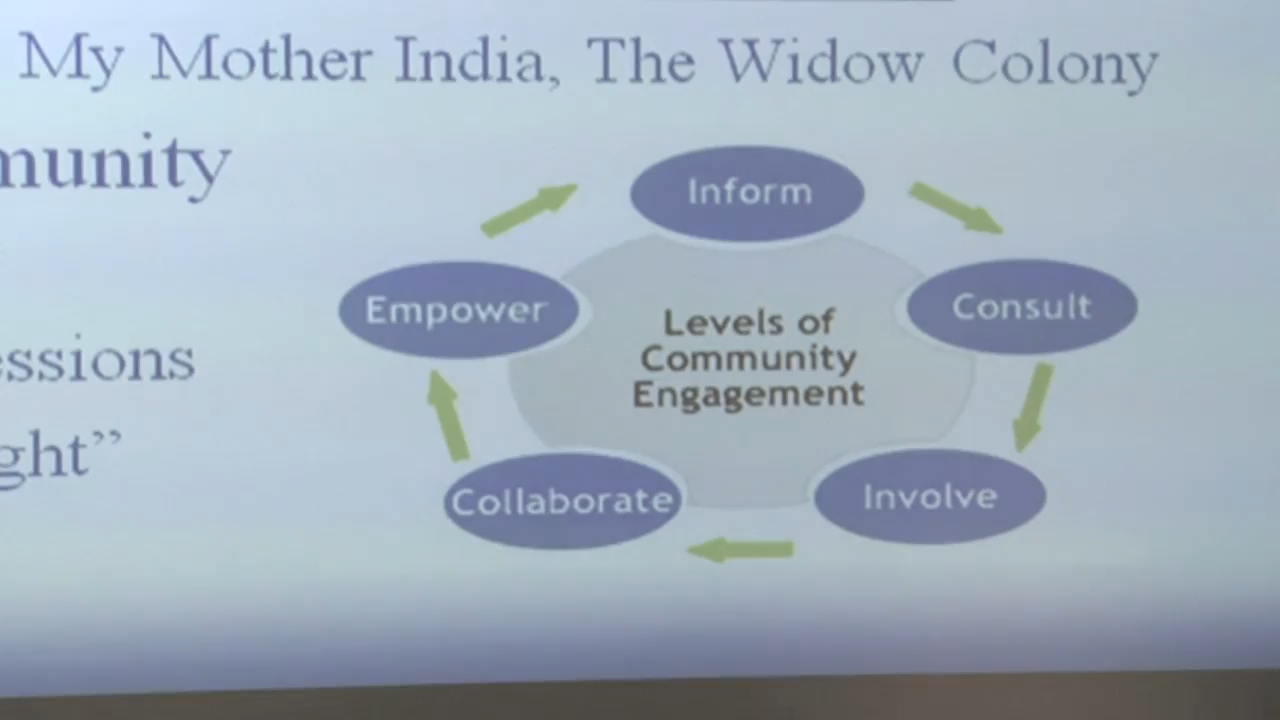 My Mother India, The Widow Colony
munity
Inform
Empower
Consult
Levels of
Community
Engagement
essions
ght”
Collaborate
Involve